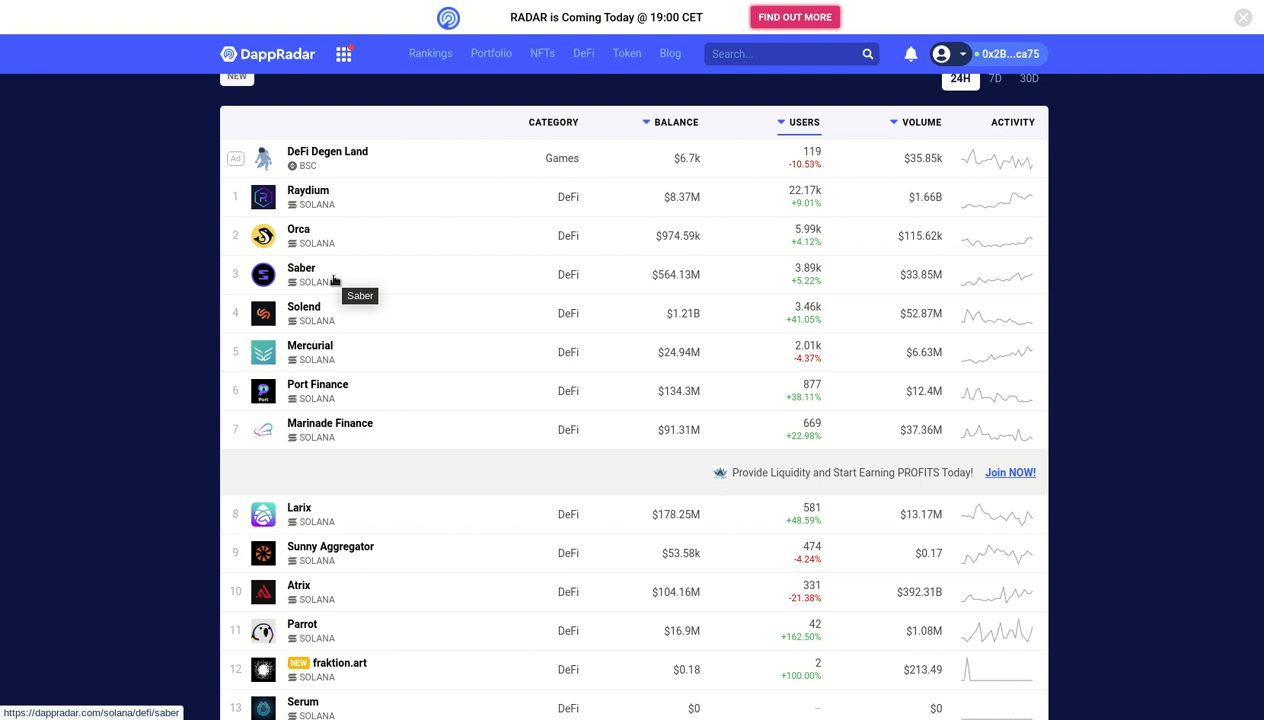 RADAR is Coming Today @ 19:00 CET FIND OUT MORE
DappRadar Rankings Portfolio NFTs DeFi Token Blog Search... 0x2B...ca75
NEW 24H 7D 30D
CATEGORY BALANCE USERS VOLUME ACTIVITY
Ad DeFi Degen Land Games $6.7k 119 $35.85k
BSC -10.53%
1 Raydium DeFi $8.37M 22.17k $1.66B
SOLANA +9.01%
2 Orca DeFi $974.59k 5.99k $115.62k
SOLANA +4.12%
3 Saber DeFi $564.13M 3.89k $33.85M
SOLANA +5.22%
Saber
4 Solend DeFi $1.21B 3.46k $52.87M
SOLANA +41.05%
5 Mercurial DeFi $24.94M 2.01k $6.63M
SOLANA -4.37%
6 Port Finance DeFi $134.3M 877 $12.4M
Port SOLANA +38.11%
7 Marinade Finance DeFi $91.31M 669 $37.36M
SOLANA +22.98%
Provide Liquidity and Start Earning PROFITS Today! Join NOW!
8 Larix DeFi $178.25M 581 $13.17M
SOLANA +48.59%
9 Sunny Aggregator DeFi $53.58k 474 $0.17
SOLANA -4.24%
10 Atrix DeFi $104.16M 331 $392.31B
SOLANA -21.38%
11 Parrot DeFi $16.9M 42 $1.08M
SOLANA +162.50%
12 NEW fraktion.art DeFi $0.18 2 $213.49
SOLANA +100.00%
13 Serum DeFi $0 – $0
SOLANA
https://dappradar.com/solana/defi/saber